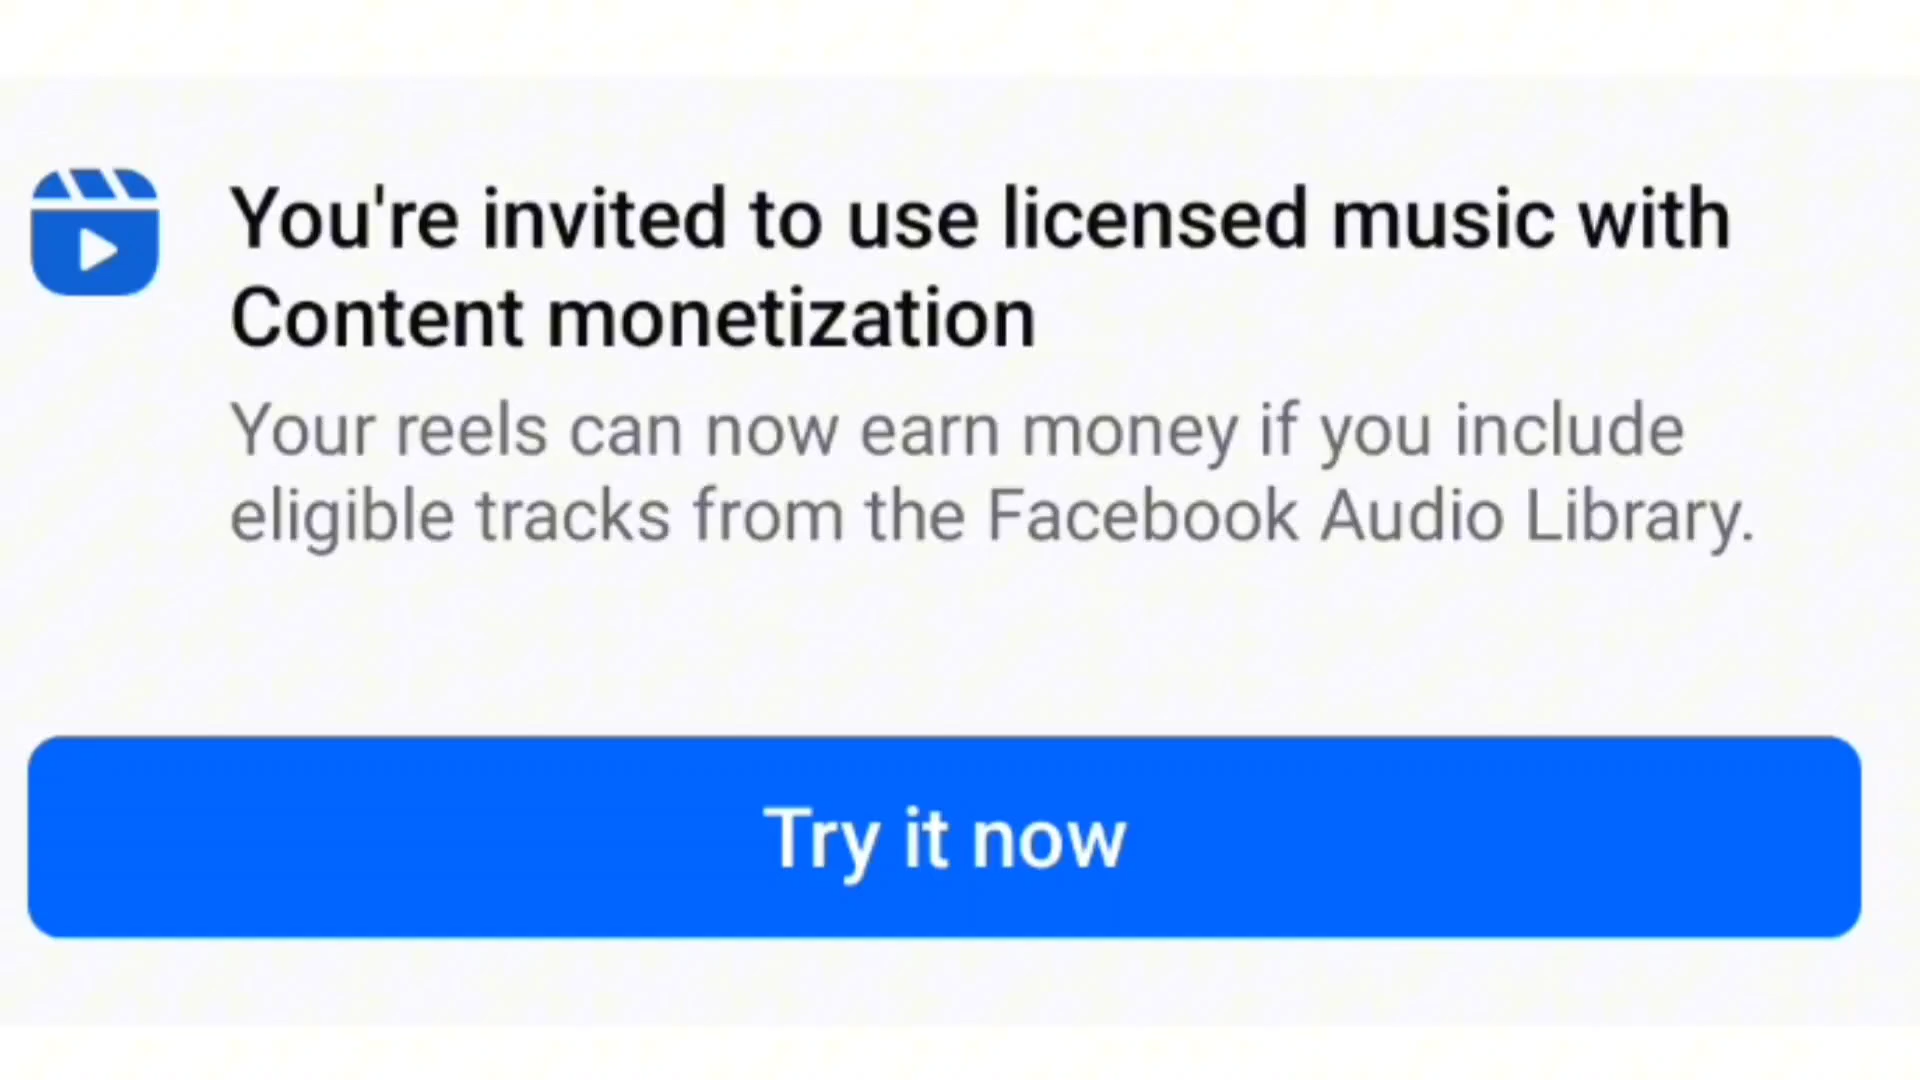 You're invited to use licensed music with
Content monetization
Your reels can now earn money if you include
eligible tracks from the Facebook Audio Library.
Try it now